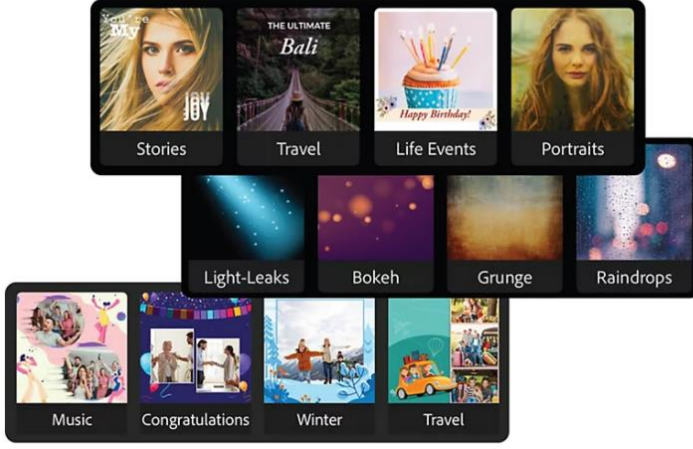 You're
My
JOY
THE ULTIMATE
Bali
Happy Birthday!
Stories
Travel
Life Events
Portraits
Light-Leaks
Bokeh
Grunge
Raindrops
Music
Congratulations
Winter
Travel